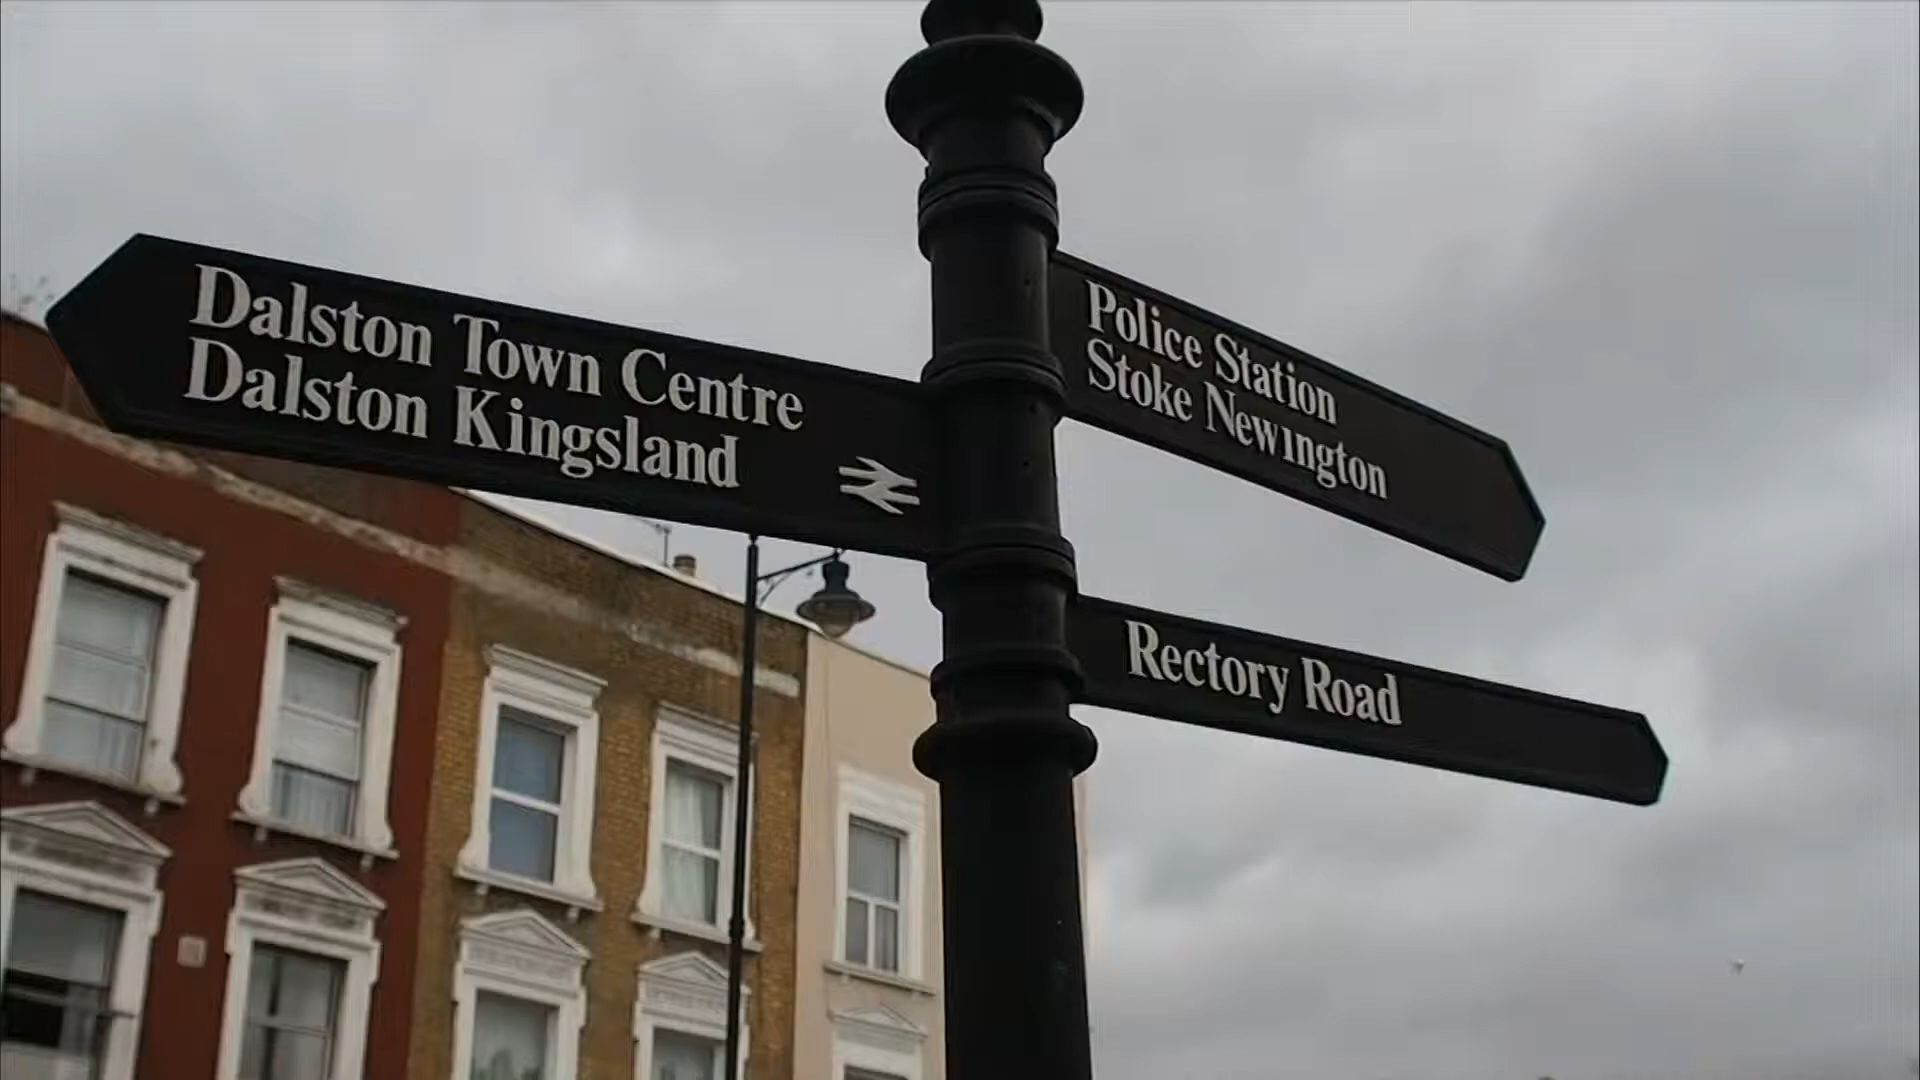 Dalston Town Centre
Dalston Kingsland
Police Station
Stoke Newington
Rectory Road